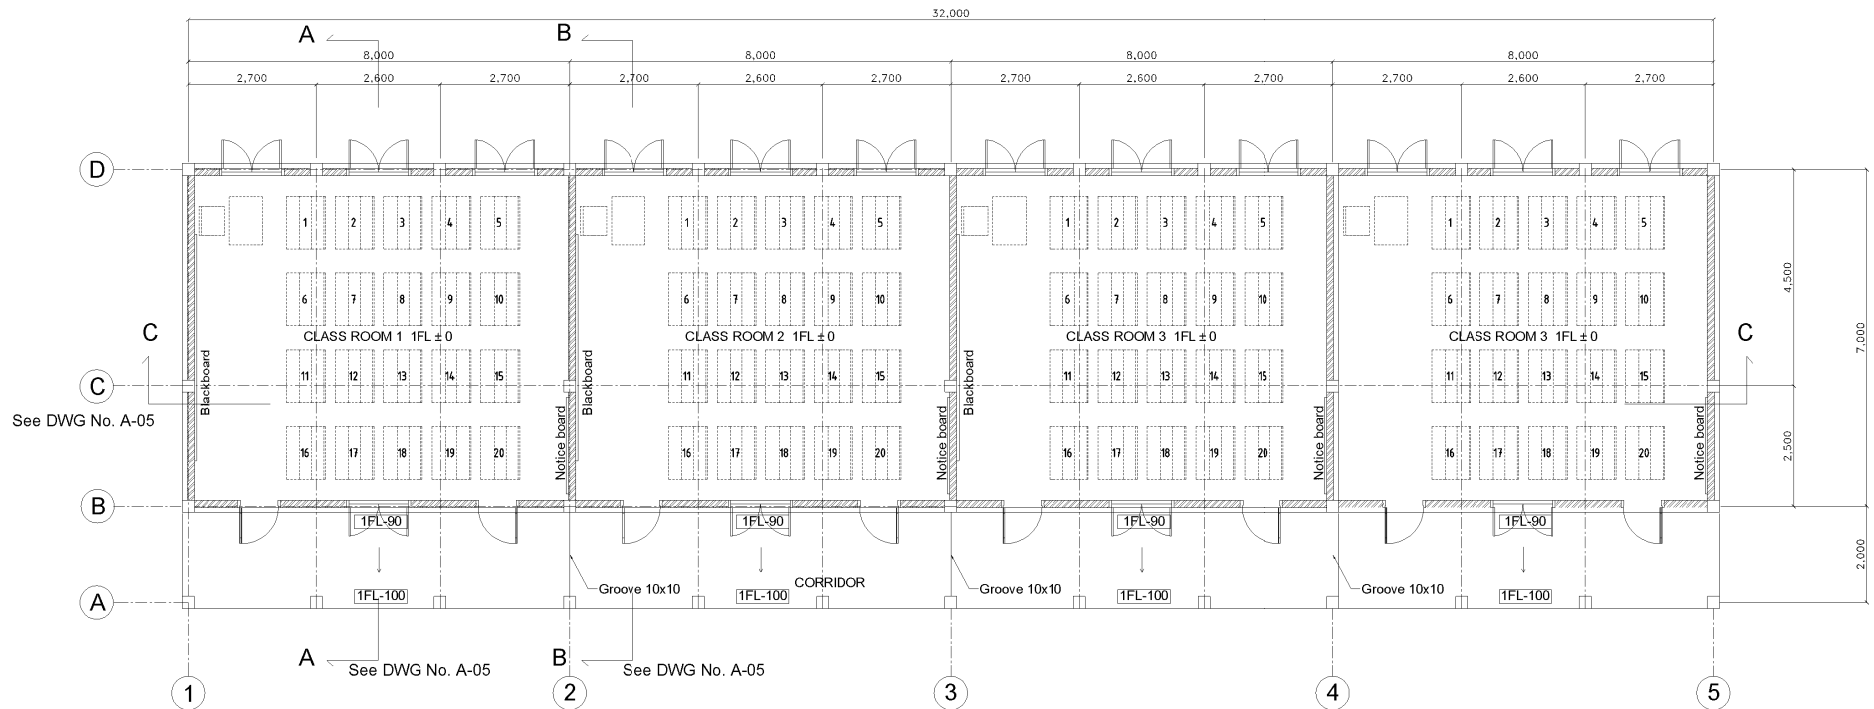 32,000
A
B
8,000
8,000
8,000
8,000
2,700 2,600 2,700 2,700 2,600 2,700 2,700 2,600 2,700 2,700 2,600 2,700
D
1 2 3 4 5 1 2 3 4 5 1 2 3 4 5 1 2 3 4 5
6 7 8 9 10 6 7 8 9 10 6 7 8 9 10 6 7 8 9 10
4,500
7,000
C
CLASS ROOM 1 1FL ± 0
CLASS ROOM 2 1FL ± 0
CLASS ROOM 3 1FL ± 0
CLASS ROOM 3 1FL ± 0
C
Blackboard
Blackboard
Blackboard
11 12 13 14 15 11 12 13 14 15 11 12 13 14 15 11 12 13 14 15
C
See DWG No. A-05
Notice board
Notice board
Notice board
Notice board
16 17 18 19 20 16 17 18 19 20 16 17 18 19 20 16 17 18 19 20
2,500
B
1FL-90
1FL-90
1FL-90
1FL-90
2,000
CORRIDOR
Groove 10x10
Groove 10x10
Groove 10x10
A
1FL-100
1FL-100
1FL-100
1FL-100
A
See DWG No. A-05
B
See DWG No. A-05
1 2 3 4 5